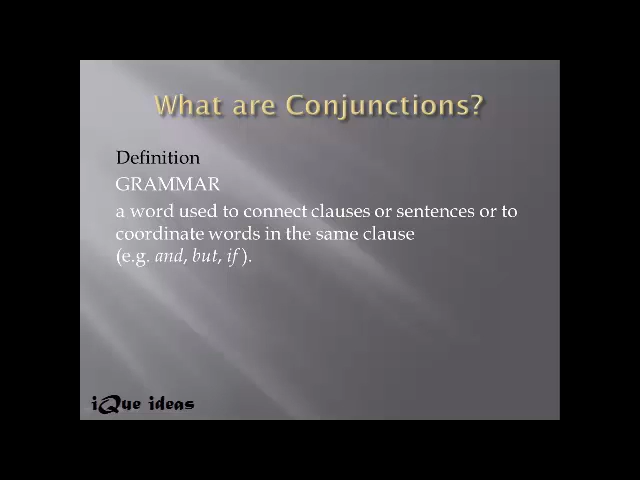 What are Conjunctions?
Definition
GRAMMAR
a word used to connect clauses or sentences or to
coordinate words in the same clause
(e.g. and, but, if ).
iQue ideas